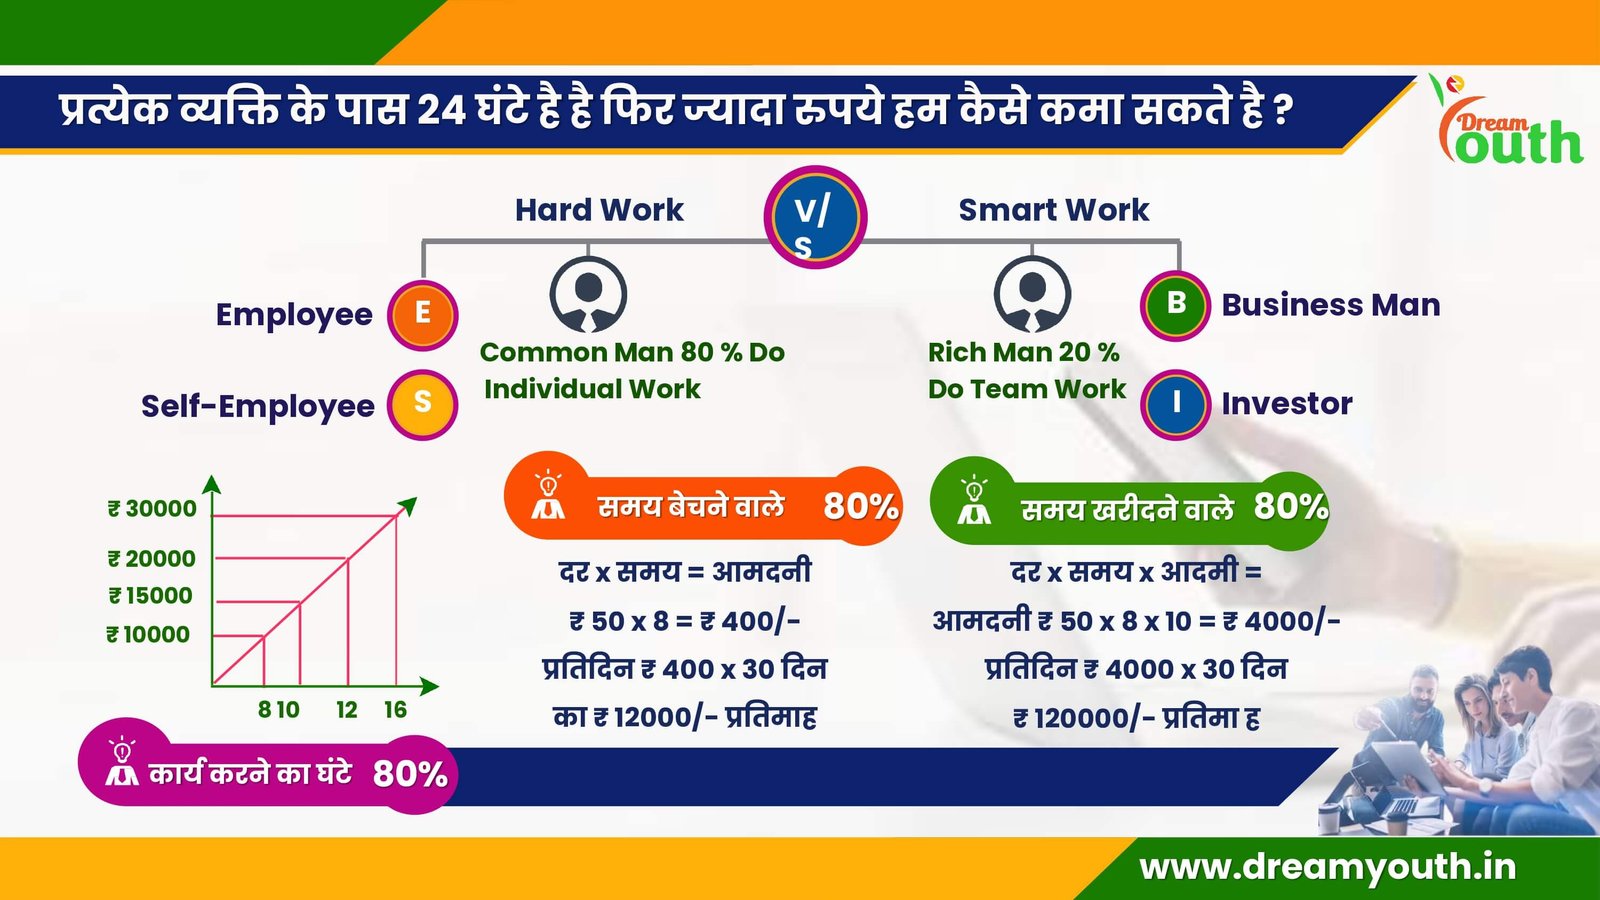 प्रत्येक व्यक्ति के पास 24 घंटे है है फिर ज्यादा रुपये हम कैसे कमा सकते है ?
Dream
outh
Hard Work
V/
S
Smart Work
Employee
E
B
Business Man
Common Man 80 % Do
Individual Work
Rich Man 20 %
Do Team Work
Self-Employee
S
I
Investor
₹ 30000
₹ 20000
₹ 15000
₹ 10000
8 10 12 16
कार्य करने का घंटे 80%
समय बेचने वाले 80%
दर x समय = आमदनी
₹ 50 x 8 = ₹ 400/-
प्रतिदिन ₹ 400 x 30 दिन
का ₹ 12000/- प्रतिमाह
समय खरीदने वाले 80%
दर x समय x आदमी =
आमदनी ₹ 50 x 8 x 10 = ₹ 4000/-
प्रतिदिन ₹ 4000 x 30 दिन
₹ 120000/- प्रतिमा ह
www.dreamyouth.in